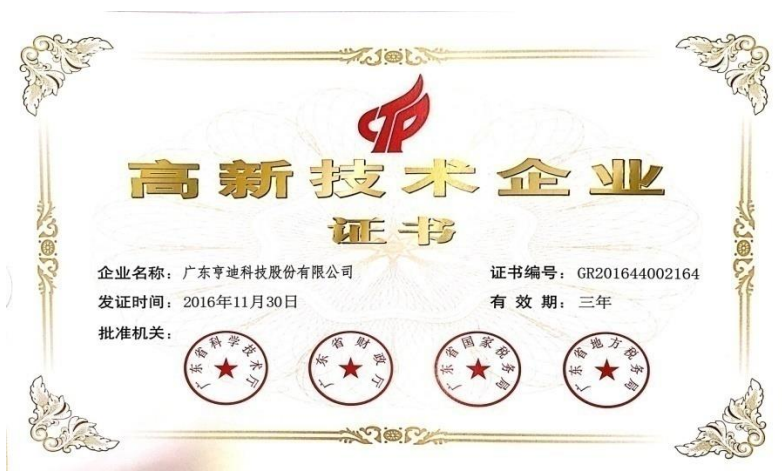 高新技术企业
证书
企业名称：广东亨迪科技股份有限公司
证书编号：GR201644002164
发证时间：2016年11月30日
有 效 期：三年
批准机关：
广东省科学技术厅
广东省财政厅
广东省国家税务局
广东省地方税务局